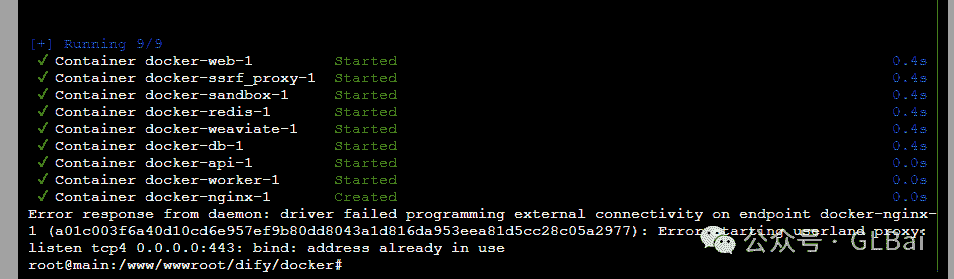 [+] Running 9/9
✓ Container docker-web-1 Started 0.4s
✓ Container docker-ssrf_proxy-1 Started 0.4s
✓ Container docker-sandbox-1 Started 0.4s
✓ Container docker-redis-1 Started 0.4s
✓ Container docker-weaviate-1 Started 0.4s
✓ Container docker-db-1 Started 0.4s
✓ Container docker-api-1 Started 0.0s
✓ Container docker-worker-1 Started 0.0s
✓ Container docker-nginx-1 Created 0.0s
Error response from daemon: driver failed programming external connectivity on endpoint docker-nginx-
1 (a01c003f6a40d10cd6e957ef9b80dd8043a1d816da953eea81d5cc28c05a2977): Error starting userland proxy:
listen tcp4 0.0.0.0:443: bind: address already in use
root@main:/www/wwwroot/dify/docker#
公众号 · GLBai